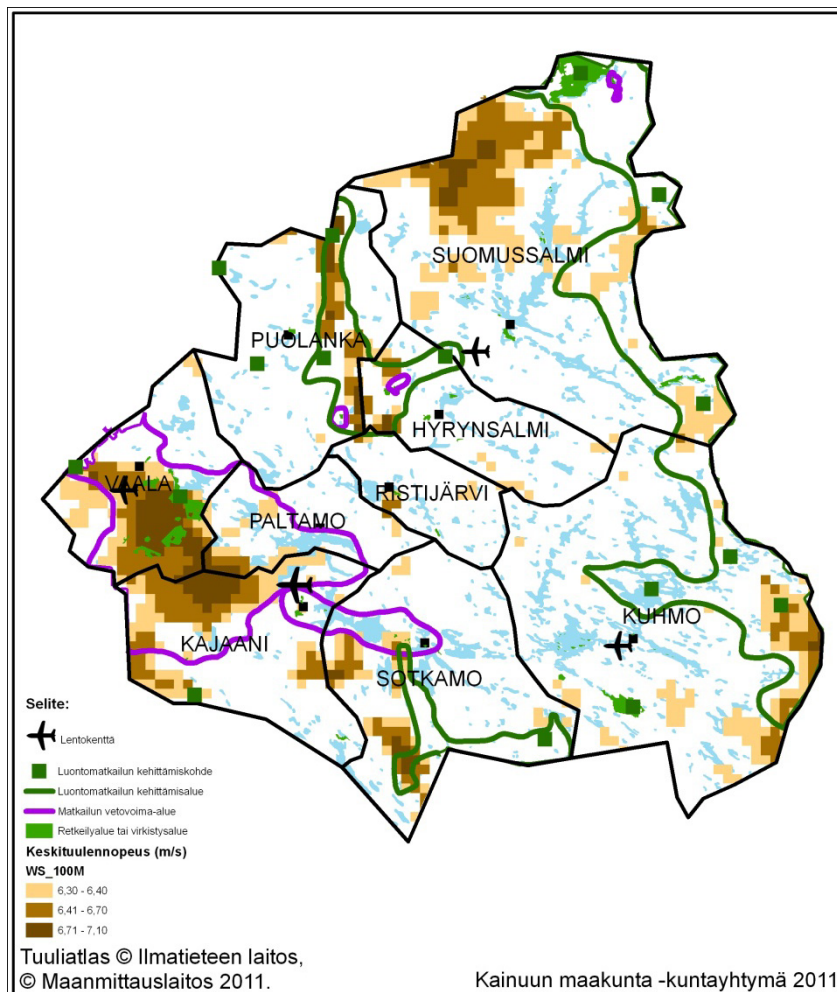 SUOMUSSALMI
PUOLANKA
HYRYNSALMI
VAALA
RISTIJÄRVI
PALTAMO
KUHMO
KAJAANI
SOTKAMO
Selite:
Lentokenttä
Luontomatkailun kehittämiskohde
Luontomatkailun kehittämisalue
Matkailun vetovoima-alue
Retkeilyalue tai virkistysalue
Keskituulennopeus (m/s)
WS_100M
6,30 - 6,40
6,41 - 6,70
6,71 - 7,10
Tuuliatlas © Ilmatieteen laitos,
© Maanmittauslaitos 2011.
Kainuun maakunta -kuntayhtymä 2011